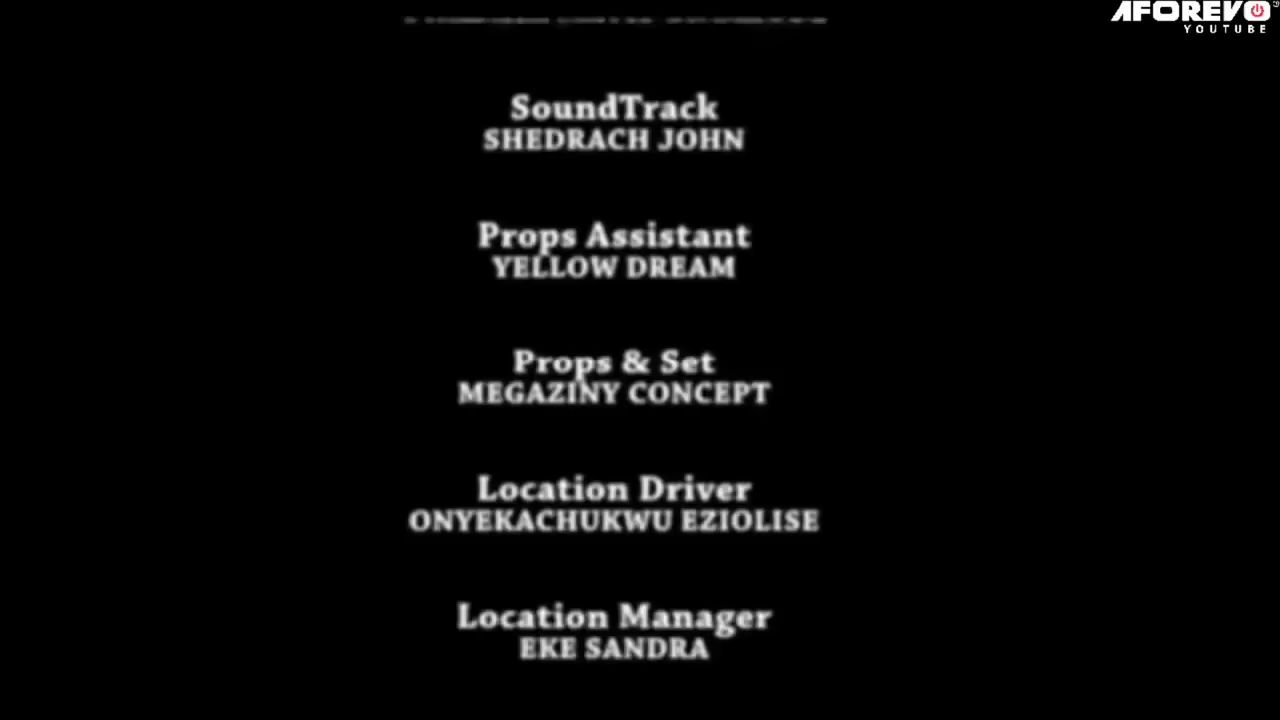 AFOREVO
YOUTUBE
SoundTrack
SHEDRACH JOHN
Props Assistant
YELLOW DREAM
Props & Set
MEGAZINY CONCEPT
Location Driver
ONYEKACHUKWU EZIOLISE
Location Manager
EKE SANDRA